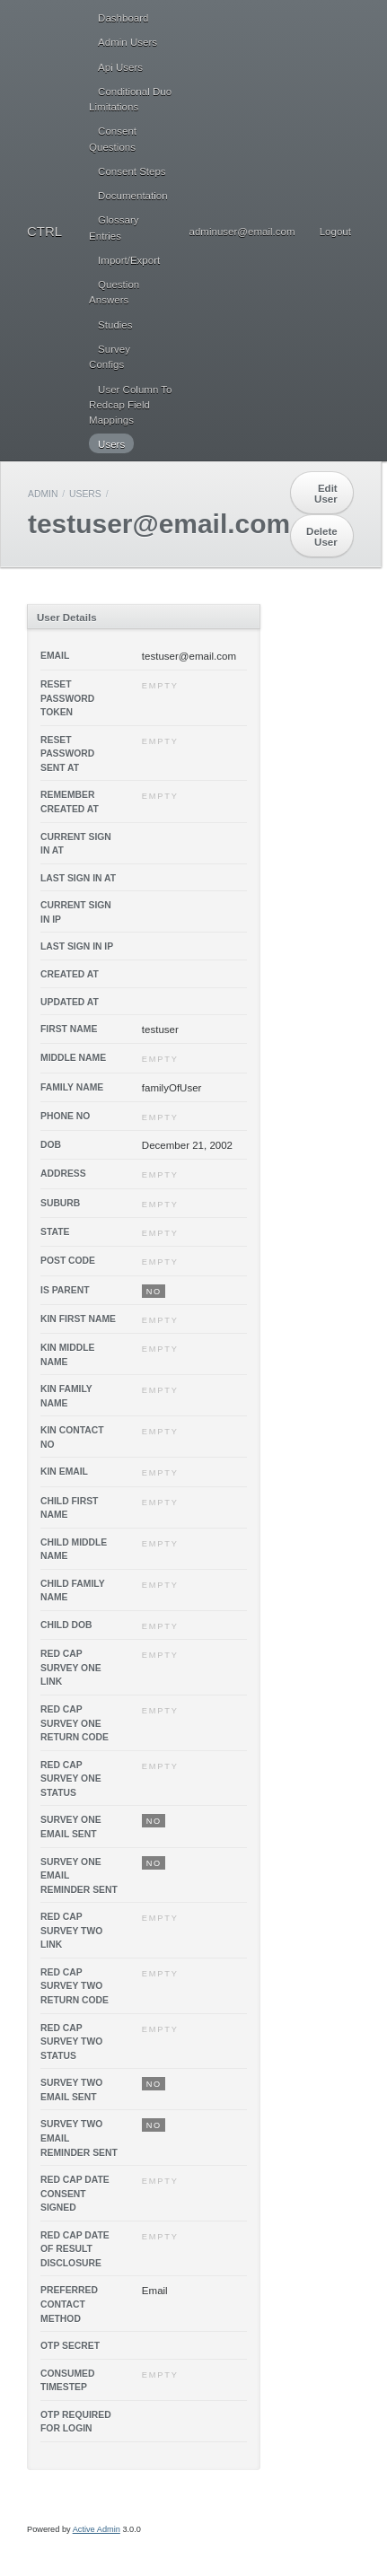 Dashboard
Admin Users
Api Users
Conditional Duo
Limitations
Consent
Questions
Consent Steps
Documentation
Glossary
Entries
Import/Export
Question
Answers
Studies
Survey
Configs
User Column To
Redcap Field
Mappings
Users
CTRL
adminuser@email.com
Logout
ADMIN / USERS /
testuser@email.com
Edit
User
Delete
User
User Details
EMAIL testuser@email.com
RESET EMPTY
PASSWORD
TOKEN
RESET EMPTY
PASSWORD
SENT AT
REMEMBER EMPTY
CREATED AT
CURRENT SIGN
IN AT
LAST SIGN IN AT
CURRENT SIGN
IN IP
LAST SIGN IN IP
CREATED AT
UPDATED AT
FIRST NAME testuser
MIDDLE NAME EMPTY
FAMILY NAME familyOfUser
PHONE NO EMPTY
DOB December 21, 2002
ADDRESS EMPTY
SUBURB EMPTY
STATE EMPTY
POST CODE EMPTY
IS PARENT NO
KIN FIRST NAME EMPTY
KIN MIDDLE EMPTY
NAME
KIN FAMILY EMPTY
NAME
KIN CONTACT EMPTY
NO
KIN EMAIL EMPTY
CHILD FIRST EMPTY
NAME
CHILD MIDDLE EMPTY
NAME
CHILD FAMILY EMPTY
NAME
CHILD DOB EMPTY
RED CAP EMPTY
SURVEY ONE
LINK
RED CAP EMPTY
SURVEY ONE
RETURN CODE
RED CAP EMPTY
SURVEY ONE
STATUS
SURVEY ONE NO
EMAIL SENT
SURVEY ONE NO
EMAIL
REMINDER SENT
RED CAP EMPTY
SURVEY TWO
LINK
RED CAP EMPTY
SURVEY TWO
RETURN CODE
RED CAP EMPTY
SURVEY TWO
STATUS
SURVEY TWO NO
EMAIL SENT
SURVEY TWO NO
EMAIL
REMINDER SENT
RED CAP DATE EMPTY
CONSENT
SIGNED
RED CAP DATE EMPTY
OF RESULT
DISCLOSURE
PREFERRED Email
CONTACT
METHOD
OTP SECRET
CONSUMED EMPTY
TIMESTEP
OTP REQUIRED
FOR LOGIN
Powered by Active Admin 3.0.0